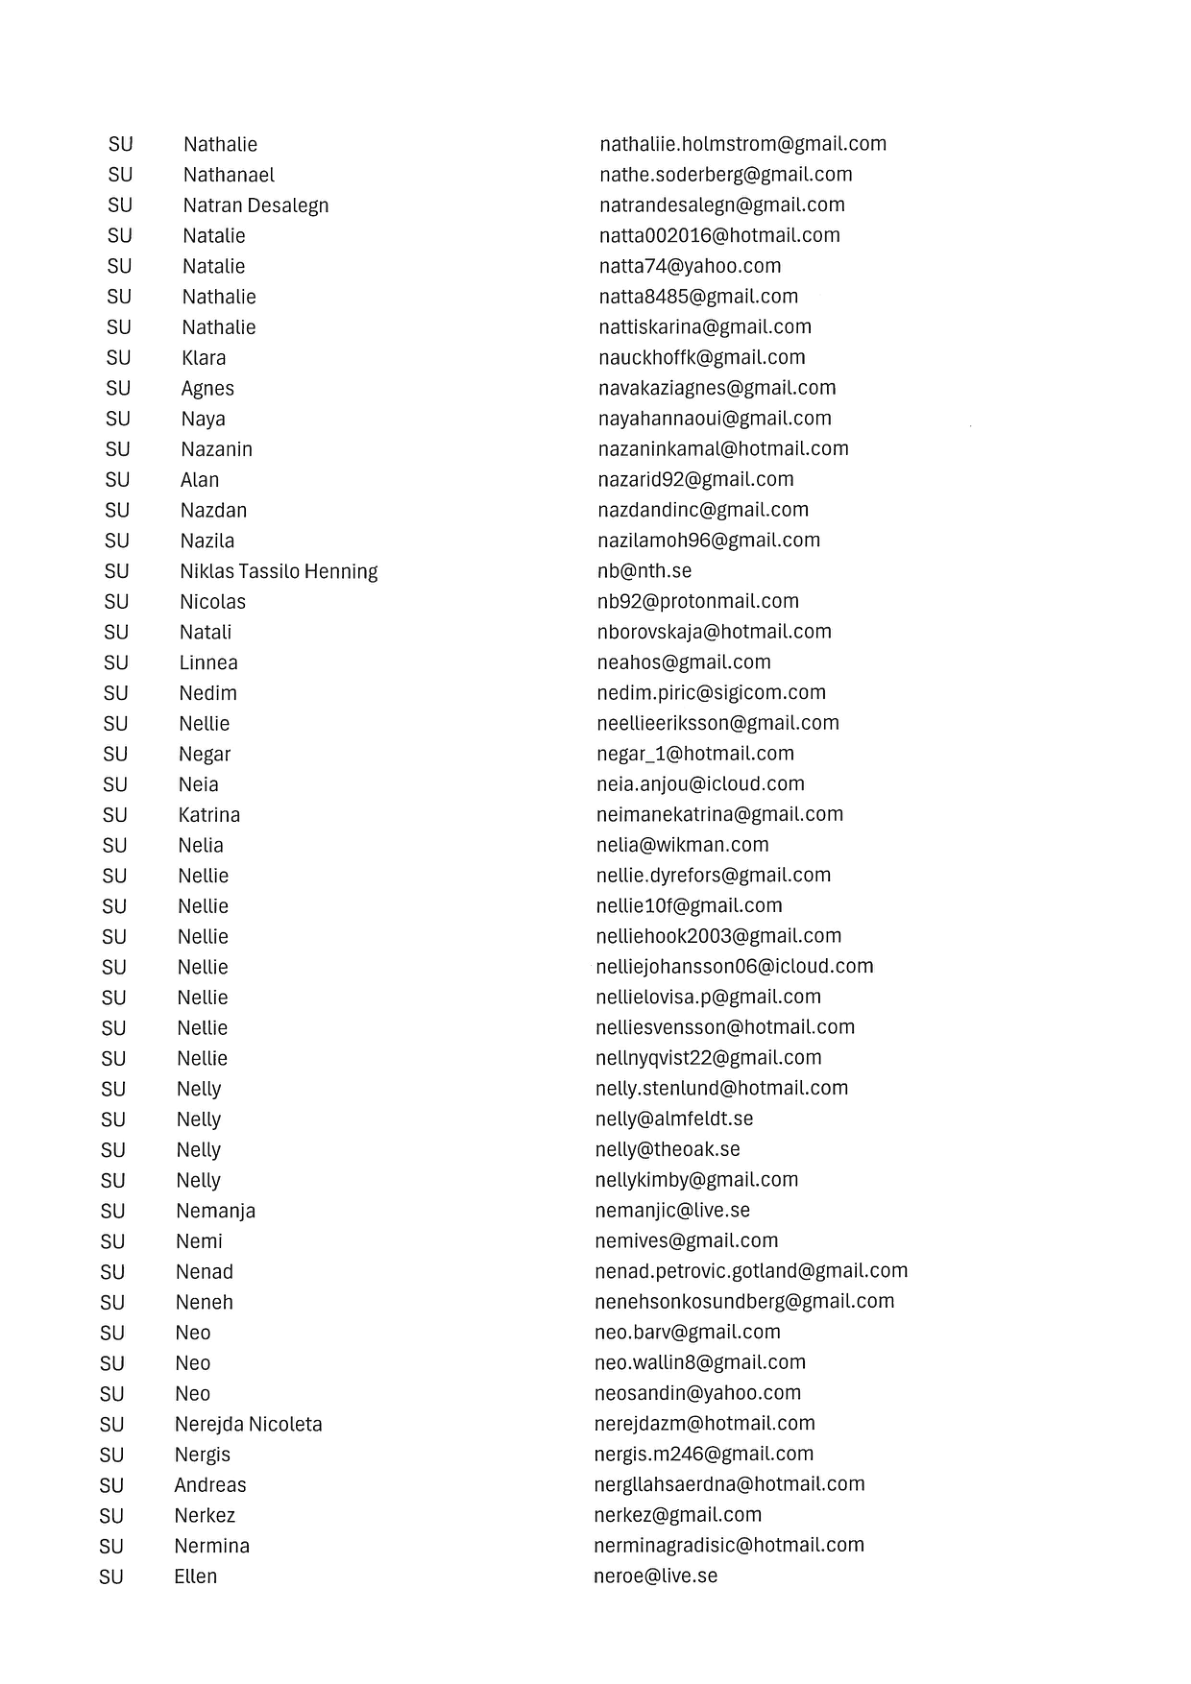 SU Nathalie nathaliie.holmstrom@gmail.com
SU Nathanael nathe.soderberg@gmail.com
SU Natran Desalegn natrandesalegn@gmail.com
SU Natalie natta002016@hotmail.com
SU Natalie natta74@yahoo.com
SU Nathalie natta8485@gmail.com
SU Nathalie nattiskarina@gmail.com
SU Klara nauckhoffk@gmail.com
SU Agnes navakaziagnes@gmail.com
SU Naya nayahannaoui@gmail.com
SU Nazanin nazaninkamal@hotmail.com
SU Alan nazarid92@gmail.com
SU Nazdan nazdandinc@gmail.com
SU Nazila nazilamoh96@gmail.com
SU Niklas Tassilo Henning nb@nth.se
SU Nicolas nb92@protonmail.com
SU Natali nborovskaja@hotmail.com
SU Linnea neahos@gmail.com
SU Nedim nedim.piric@sigicom.com
SU Nellie neellieeriksson@gmail.com
SU Negar negar_1@hotmail.com
SU Neia neia.anjou@icloud.com
SU Katrina neimanekatrina@gmail.com
SU Nelia nelia@wikman.com
SU Nellie nellie.dyrefors@gmail.com
SU Nellie nellie10f@gmail.com
SU Nellie nelliehook2003@gmail.com
SU Nellie nelliejohansson06@icloud.com
SU Nellie nellielovisa.p@gmail.com
SU Nellie nelliesvensson@hotmail.com
SU Nellie nellnyqvist22@gmail.com
SU Nelly nelly.stenlund@hotmail.com
SU Nelly nelly@almfeldt.se
SU Nelly nelly@theoak.se
SU Nelly nellykimby@gmail.com
SU Nemanja nemanjic@live.se
SU Nemi nemives@gmail.com
SU Nenad nenad.petrovic.gotland@gmail.com
SU Neneh nenehsonkosundberg@gmail.com
SU Neo neo.barv@gmail.com
SU Neo neo.wallin8@gmail.com
SU Neo neosandin@yahoo.com
SU Nerejda Nicoleta nerejdazm@hotmail.com
SU Nergis nergis.m246@gmail.com
SU Andreas nergllahsaerdna@hotmail.com
SU Nerkez nerkez@gmail.com
SU Nermina nerminagradisic@hotmail.com
SU Ellen neroe@live.se